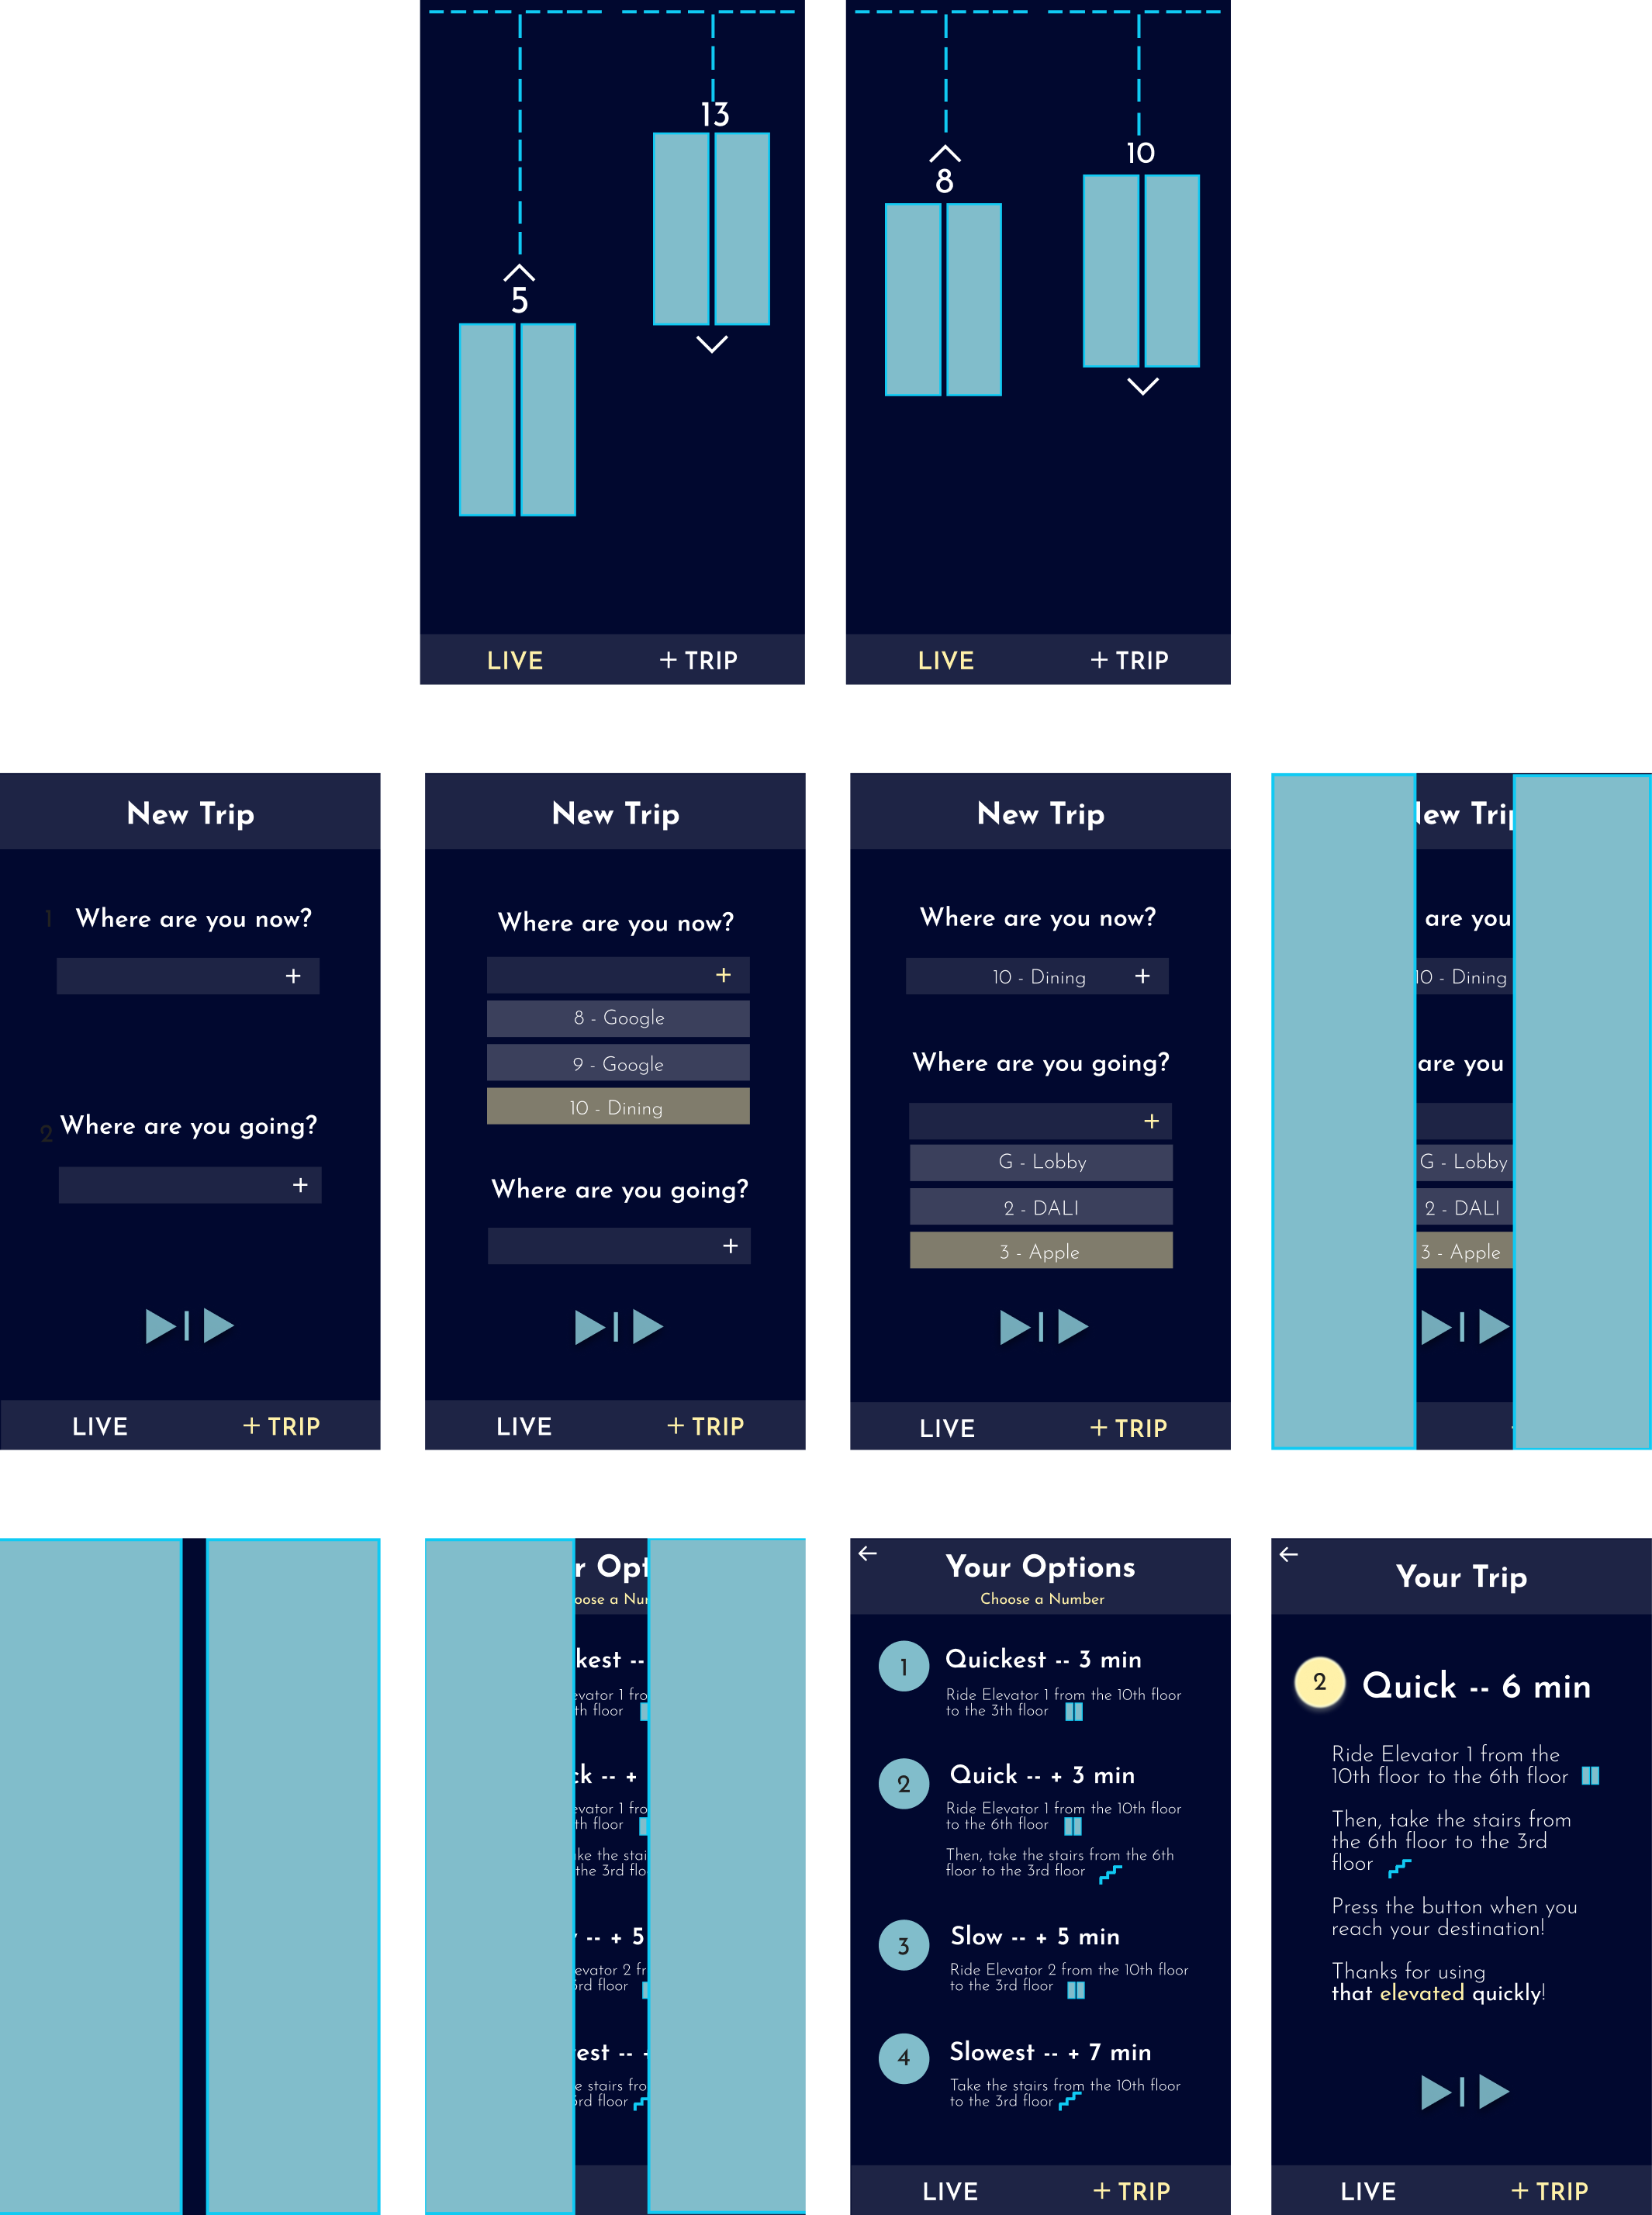 13
5
LIVE
+ TRIP
8
10
LIVE
+ TRIP
New Trip
1
Where are you now?
+
2
Where are you going?
+
LIVE
+ TRIP
New Trip
Where are you now?
+
8 - Google
9 - Google
10 - Dining
Where are you going?
+
LIVE
+ TRIP
New Trip
Where are you now?
10 - Dining +
Where are you going?
+
G - Lobby
2 - DALI
3 - Apple
LIVE
+ TRIP
ew Trip
are you
10 - Dining
are you
G - Lobby
2 - DALI
3 - Apple
r Opt
oose a Nu
kest --
evator 1 fro
th floor
ck -- +
evator 1 fro
th floor
ke the stai
the 3rd flo
-- + 5
evator 2 fr
rd floor
est --
e stairs fro
rd floor
Your Options
Choose a Number
1
Quickest -- 3 min
Ride Elevator 1 from the 10th floor
to the 3th floor
2
Quick -- + 3 min
Ride Elevator 1 from the 10th floor
to the 6th floor
Then, take the stairs from the 6th
floor to the 3rd floor
3
Slow -- + 5 min
Ride Elevator 2 from the 10th floor
to the 3rd floor
4
Slowest -- + 7 min
Take the stairs from the 10th floor
to the 3rd floor
LIVE
+ TRIP
Your Trip
2
Quick -- 6 min
Ride Elevator 1 from the
10th floor to the 6th floor
Then, take the stairs from
the 6th floor to the 3rd
floor
Press the button when you
reach your destination!
Thanks for using
that elevated quickly!
LIVE
+ TRIP